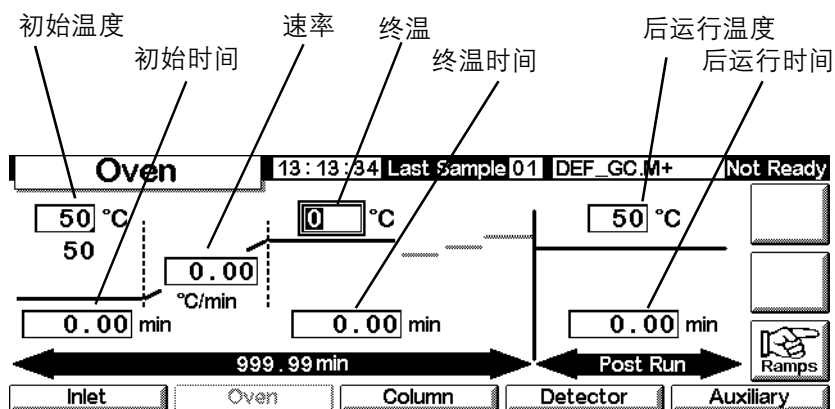 初始温度 速率 终温 后运行温度
初始时间 终温时间 后运行时间
Oven 13:13:34 Last Sample 01 DEF_GC.M+ Not Ready
50 °C 0 °C 50 °C
50
0.00
°C/min
0.00 min 0.00 min 0.00 min
999.99 min Post Run Ramps
Inlet Oven Column Detector Auxiliary